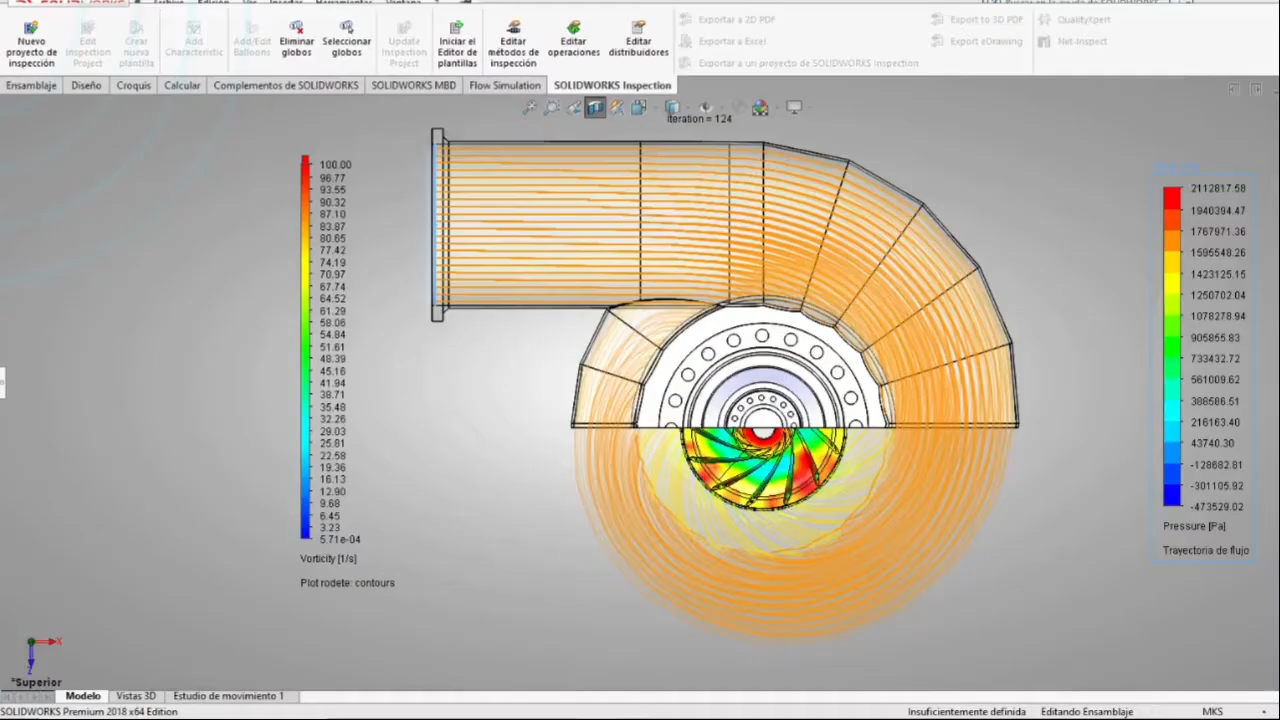 Nuevo proyecto de inspección
Edit Inspection Project
Crear nueva plantilla
Add Characteristic
Add/Edit Balloons
Eliminar globos
Seleccionar globos
Update Inspection Project
Iniciar el Editor de plantillas
Editar métodos de inspección
Editar operaciones
Editar distribuidores
Exportar a 2D PDF
Exportar a Excel
Exportar a un proyecto de SOLIDWORKS Inspection
Export to 3D PDF
Export eDrawing
QualityXpert
Net-Inspect
Ensamblaje
Diseño
Croquis
Calcular
Complementos de SOLIDWORKS
SOLIDWORKS MBD
Flow Simulation
SOLIDWORKS Inspection
Iteration = 124
100.00
96.77
93.55
90.32
87.10
83.87
80.65
77.42
74.19
70.97
67.74
64.52
61.29
58.06
54.84
51.61
48.39
45.16
41.94
38.71
35.48
32.26
29.03
25.81
22.58
19.36
16.13
12.90
9.68
6.45
3.23
5.71e-04
Vorticity [1/s]
Plot rodete: contours
2112817.58
1940394.47
1767971.36
1595548.26
1423125.15
1250702.04
1078278.94
905855.83
733432.72
561009.62
388586.51
216163.40
43740.30
-128682.81
-301105.92
-473529.02
Pressure [Pa]
Trayectoria de flujo
X
Z
*Superior
Modelo
Vistas 3D
Estudio de movimiento 1
SOLIDWORKS Premium 2018 x64 Edition
Insuficientemente definida
Editando Ensamblaje
MKS